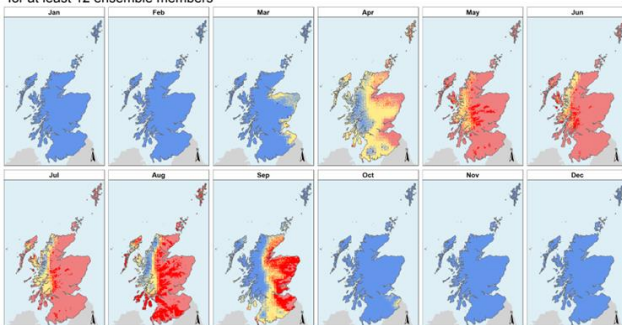 for at least 12 ensemble members
Jan
Feb
Mar
Apr
May
Jun
Jul
Aug
Sep
Oct
Nov
Dec